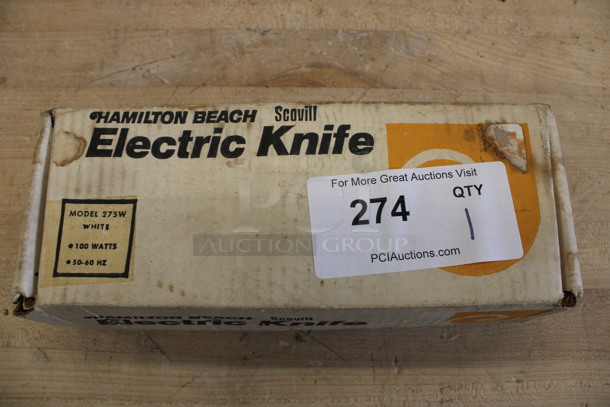 HAMILTON BEACH Scovill
Electric Knife
MODEL 275W
WHITE
• 100 WATTS
• 50-60 HZ
For More Great Auctions Visit
274
QTY
1
PCIAuctions.com
PCI
AUCTION GROUP
HAMILTON BEACH Scovill
Electric Knife